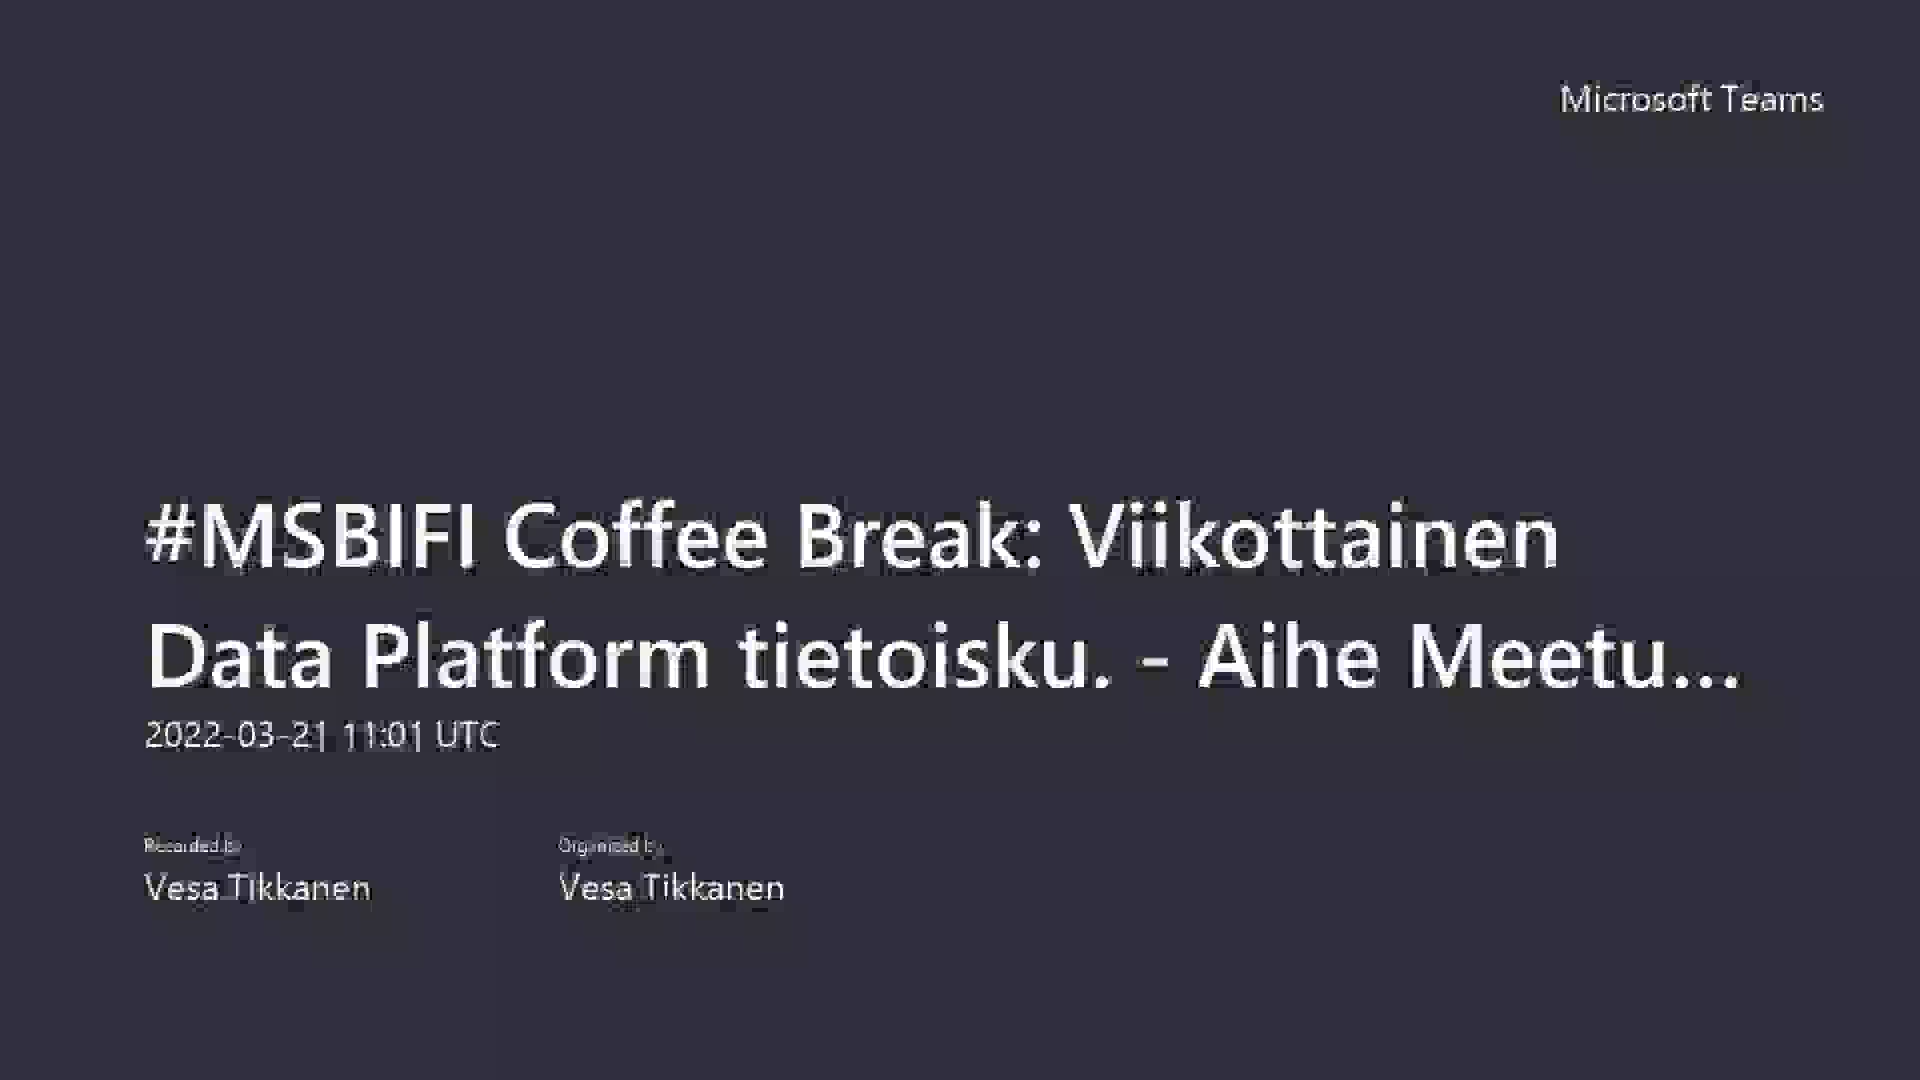 Microsoft Teams
#MSBIFI Coffee Break: Viikottainen
Data Platform tietoisku. - Aihe Meetu...
2022-03-21 11:01 UTC
Recorded by
Organized by
Vesa Tikkanen
Vesa Tikkanen